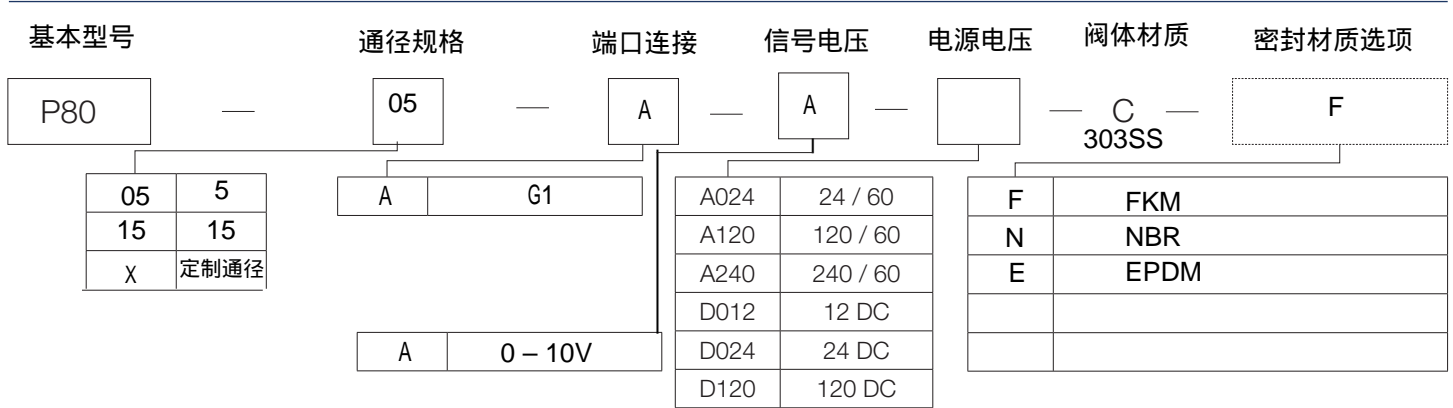 基本型号 通径规格 端口连接 信号电压 电源电压 阀体材质 密封材质选项
P80 — 05 — A — A — — C — F
303SS
05 5
15 15
X 定制通径
A G1
A 0 – 10V
A024 24 / 60
A120 120 / 60
A240 240 / 60
D012 12 DC
D024 24 DC
D120 120 DC
F FKM
N NBR
E EPDM